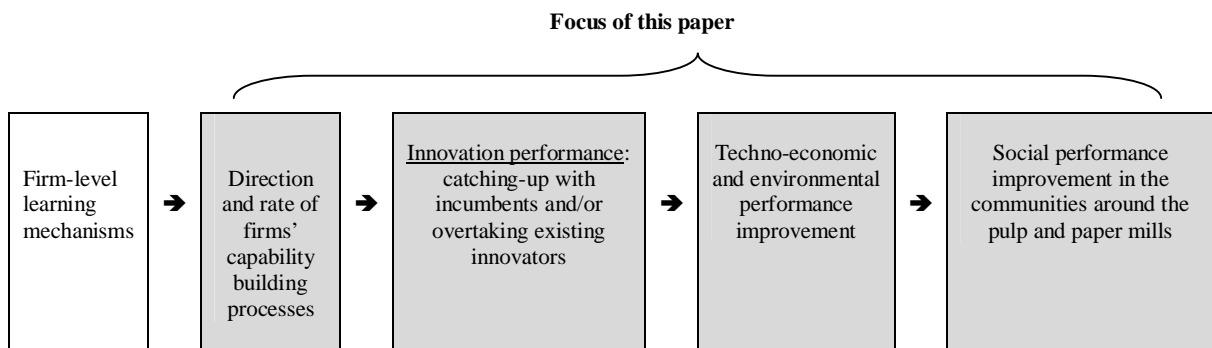 Focus of this paper
Firm-level
learning
mechanisms
➔
Direction
and rate of
firms’
capability
building
processes
➔
Innovation performance:
catching-up with
incumbents and/or
overtaking existing
innovators
➔
Techno-economic
and environmental
performance
improvement
➔
Social performance
improvement in the
communities around the
pulp and paper mills